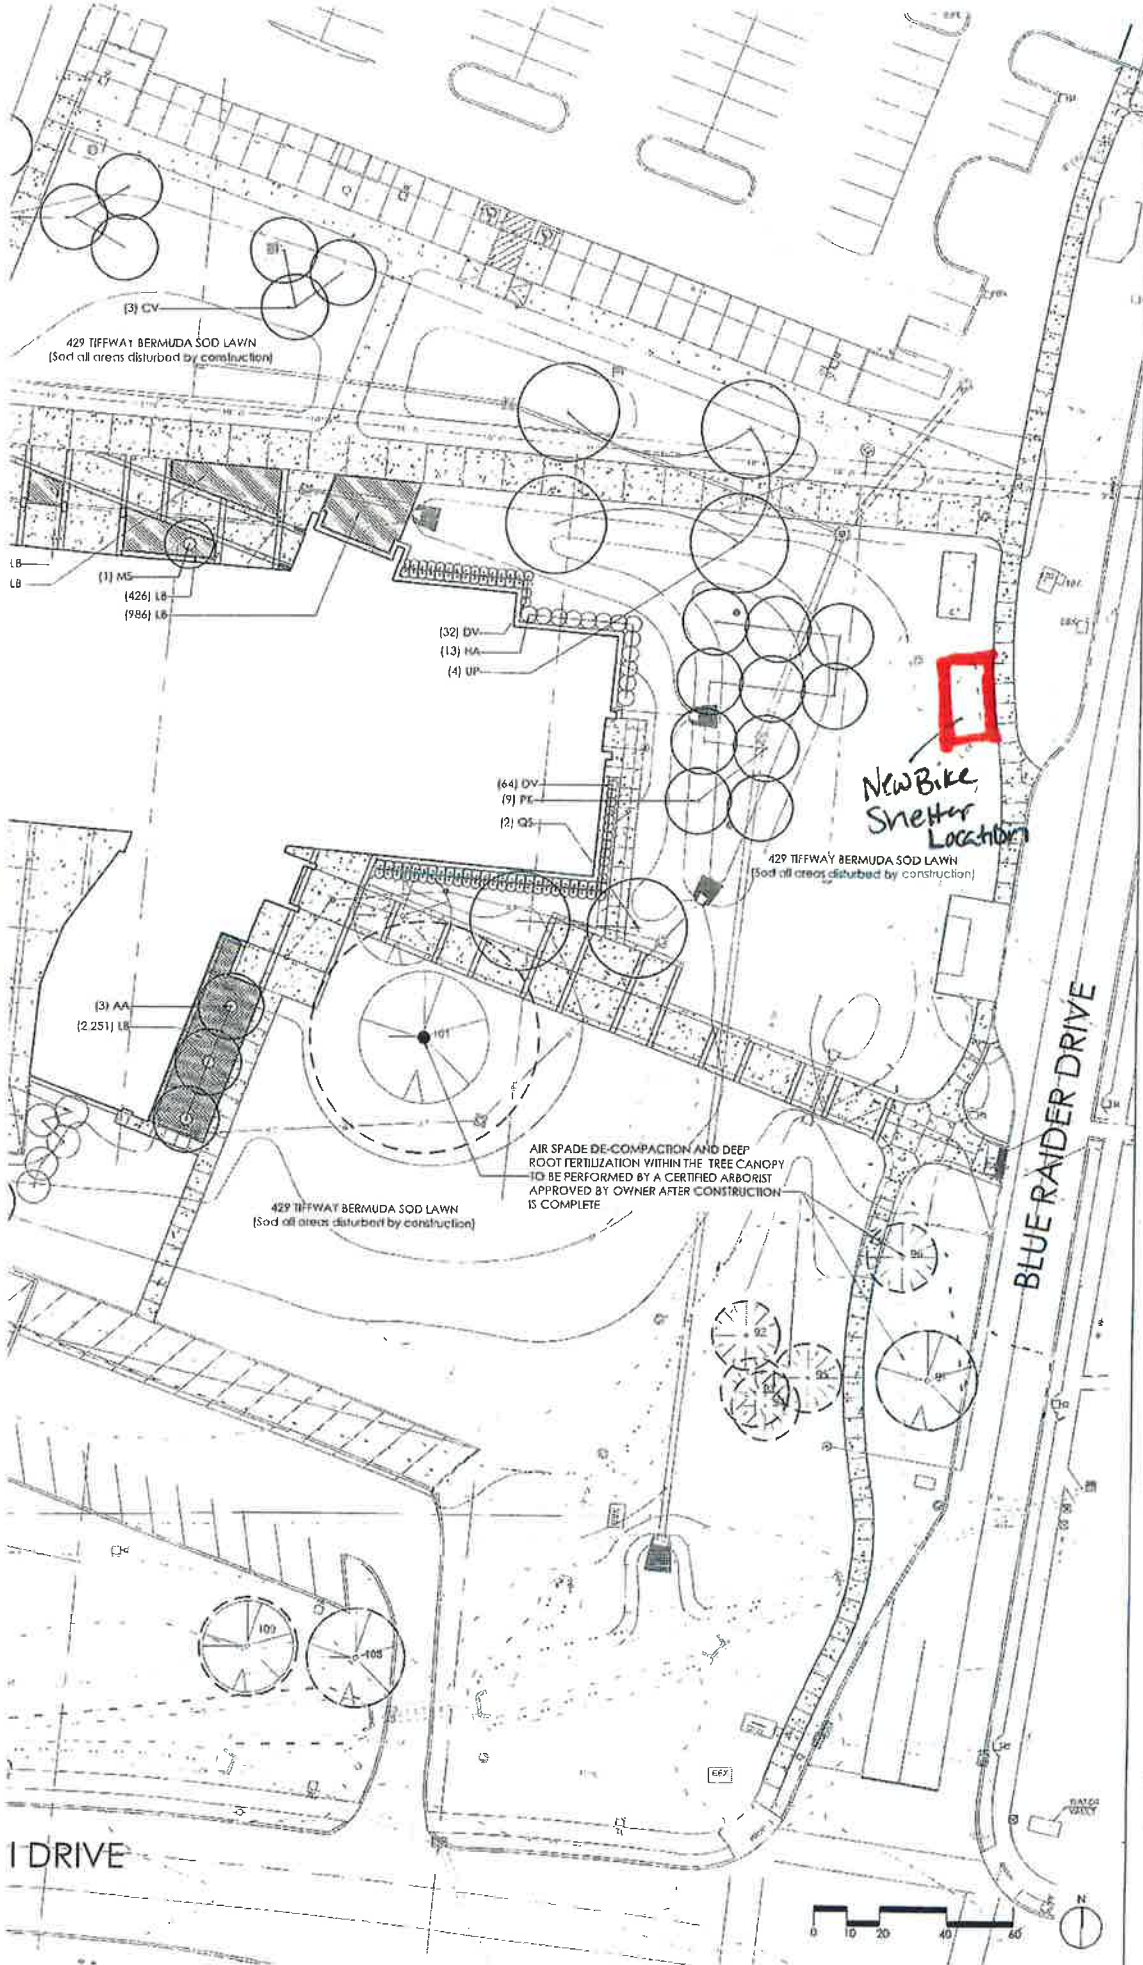 (3) CV
429 TIFFWAY BERMUDA SOD LAWN
(Sod all areas disturbed by construction)
LB
LB
(1) MS
(426) LB
(986) LB
(32) DV
(13) HA
(4) UP
(64) DV
(9) PE
(2) QS
New Bike
Shelter
Location
429 TIFFWAY BERMUDA SOD LAWN
(Sod all areas disturbed by construction)
(3) AA
(2,251) LB
101
BLUE RAIDER DRIVE
AIR SPADE DE-COMPACTION AND DEEP
ROOT FERTILIZATION WITHIN THE TREE CANOPY
TO BE PERFORMED BY A CERTIFIED ARBORIST
APPROVED BY OWNER AFTER CONSTRUCTION
IS COMPLETE
429 TIFFWAY BERMUDA SOD LAWN
(Sod all areas disturbed by construction)
96
92
95
91
109
108
I DRIVE
N
0 10 20 40 60